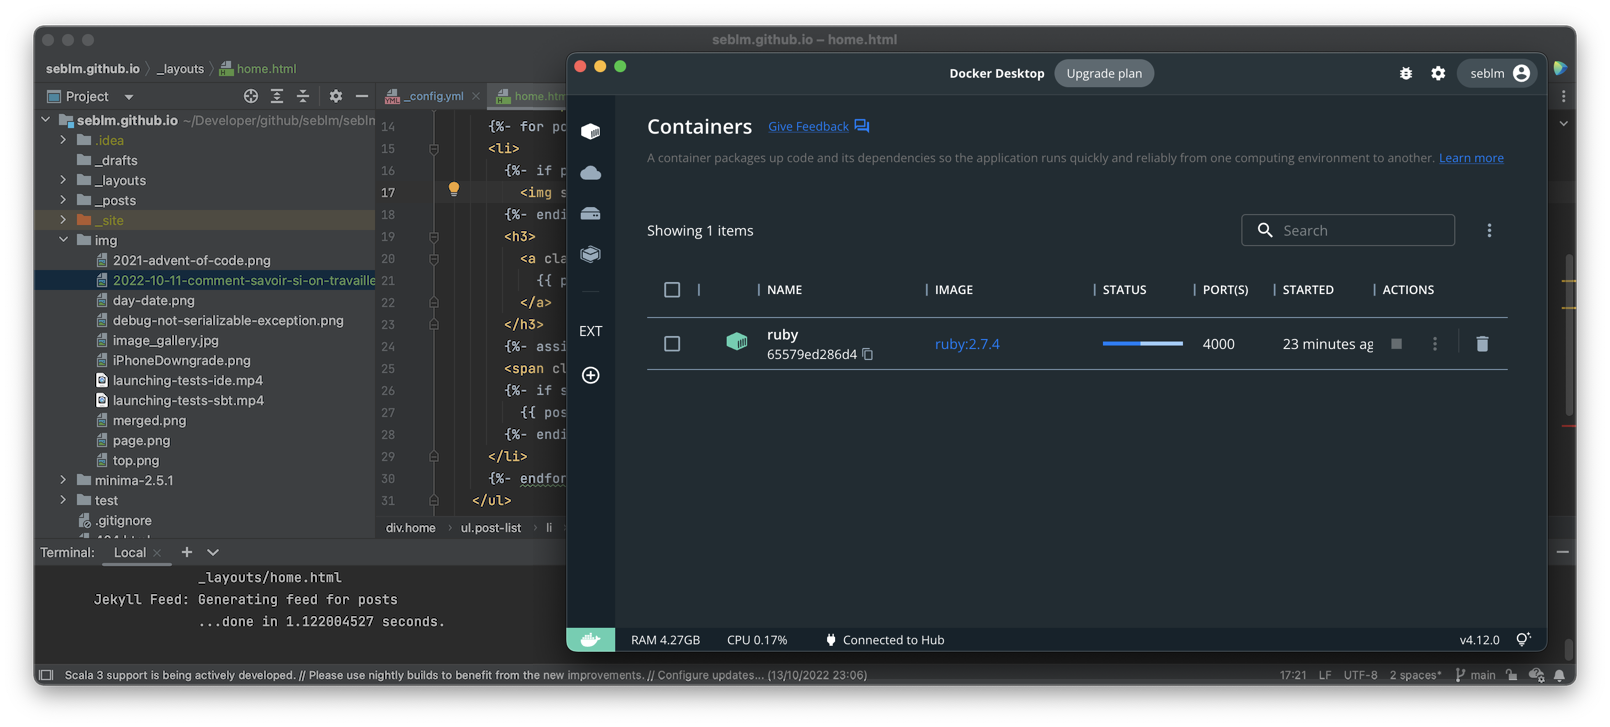 seblm.github.io – home.html
seblm.github.io
_layouts
home.html
Project
_config.yml
seblm.github.io ~/Developer/github/seblm/seblm
.idea
_drafts
_layouts
_posts
_site
img
2021-advent-of-code.png
2022-10-11-comment-savoir-si-on-travaille
day-date.png
debug-not-serializable-exception.png
image_gallery.jpg
iPhoneDowngrade.png
launching-tests-ide.mp4
launching-tests-sbt.mp4
merged.png
page.png
top.png
minima-2.5.1
test
.gitignore
14 {%- for po
15 <li>
16 {%- if p
17 <img s
18 {%- endi
19 <h3>
20 <a cla
21 {{ p
22 </a>
23 </h3>
24 {%- assi
25 <span cl
26 {%- if s
27 {{ pos
28 {%- endi
29 </li>
30 {%- endfor
31 </ul>
div.home
ul.post-list
li
Terminal:
Local
_layouts/home.html
Jekyll Feed: Generating feed for posts
...done in 1.122004527 seconds.
Scala 3 support is being actively developed. // Please use nightly builds to benefit from the new improvements. // Configure updates... (13/10/2022 23:06)
17:21 LF UTF-8 2 spaces* main
Docker Desktop
Upgrade plan
seblm
EXT
Containers
Give Feedback
A container packages up code and its dependencies so the application runs quickly and reliably from one computing environment to another. Learn more
Showing 1 items
Search
NAME IMAGE STATUS PORT(S) STARTED ACTIONS
ruby
65579ed286d4
ruby:2.7.4
4000
23 minutes ag
RAM 4.27GB CPU 0.17% Connected to Hub
v4.12.0